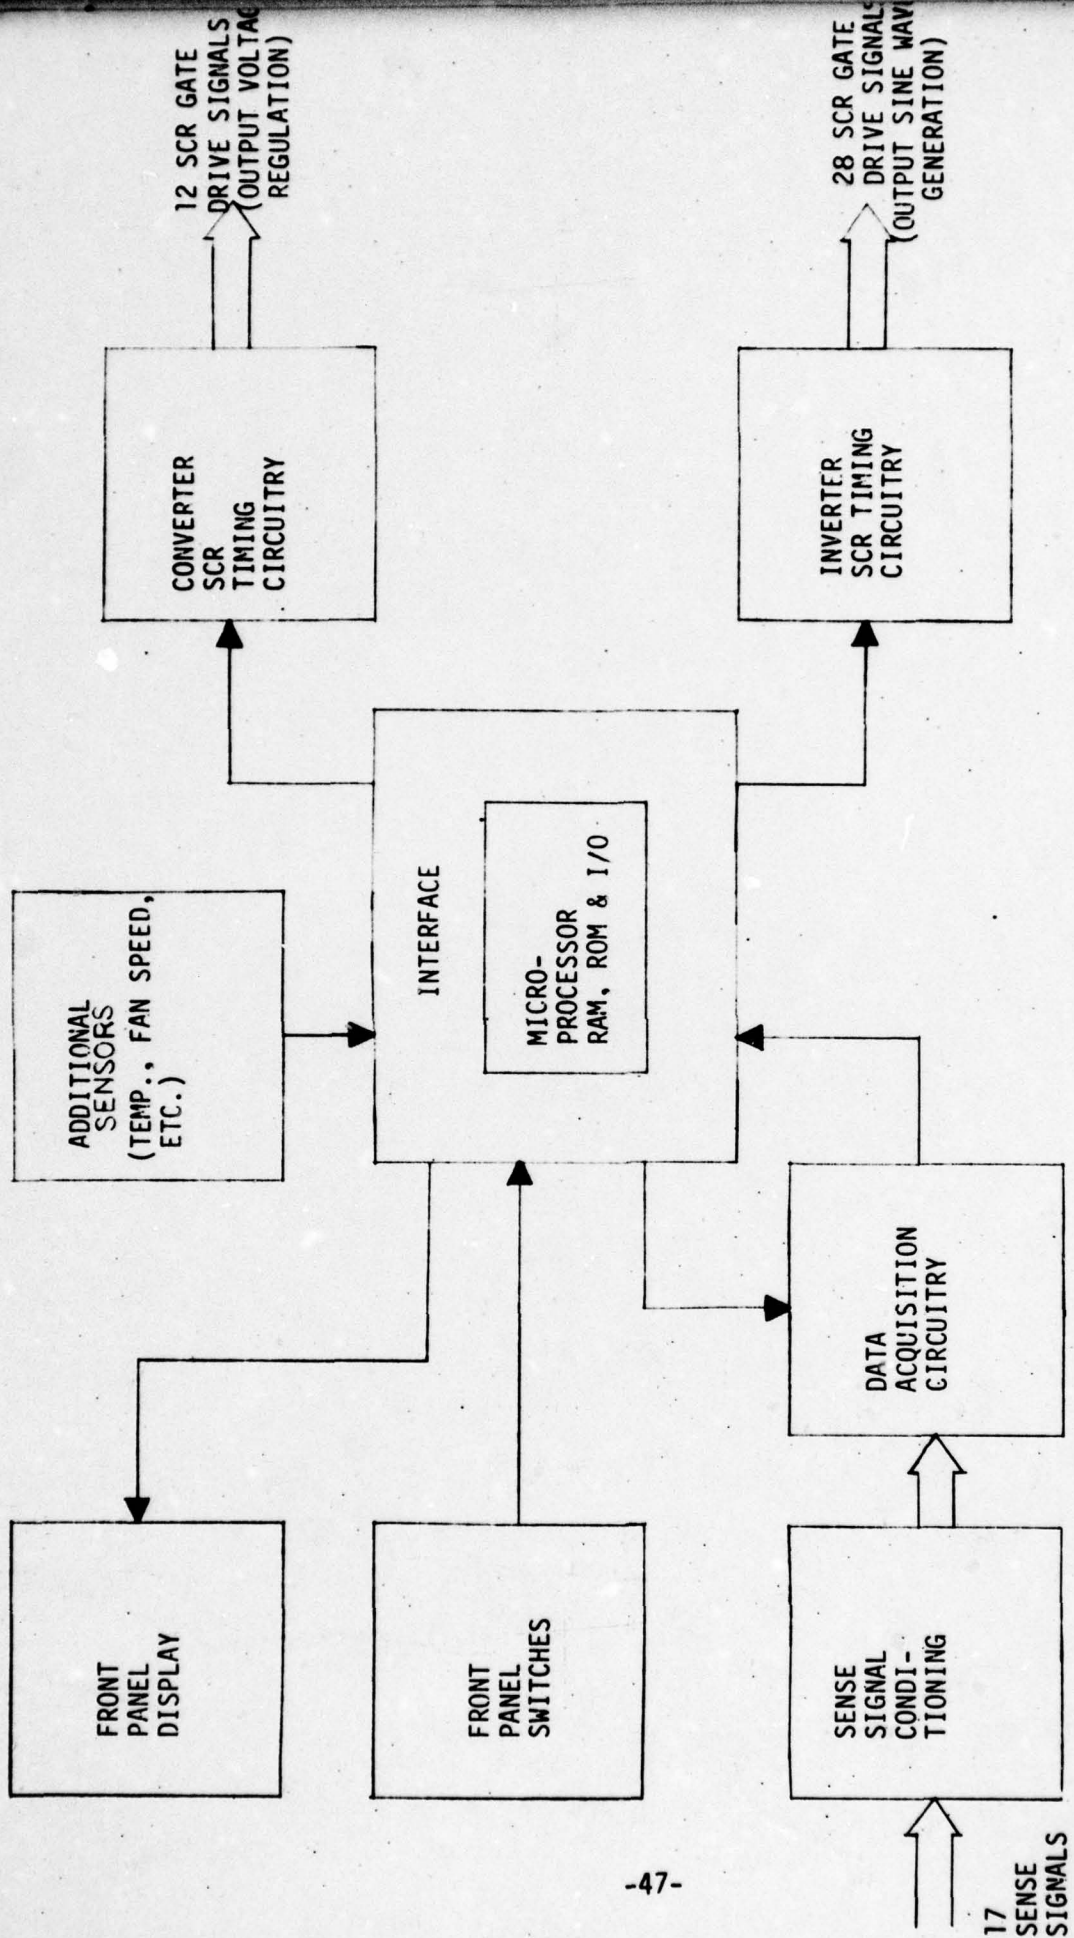 FRONT
PANEL
DISPLAY
ADDITIONAL
SENSORS
(TEMP., FAN SPEED,
ETC.)
CONVERTER
SCR
TIMING
CIRCUITRY
12 SCR GATE
DRIVE SIGNALS
(OUTPUT VOLTAG
REGULATION)
FRONT
PANEL
SWITCHES
INTERFACE
MICRO-
PROCESSOR
RAM, ROM & I/O
17
SENSE
SIGNALS
SENSE
SIGNAL
CONDI-
TIONING
DATA
ACQUISITION
CIRCUITRY
INVERTER
SCR TIMING
CIRCUITRY
28 SCR GATE
DRIVE SIGNALS
(OUTPUT SINE WAV
GENERATION)
-47-